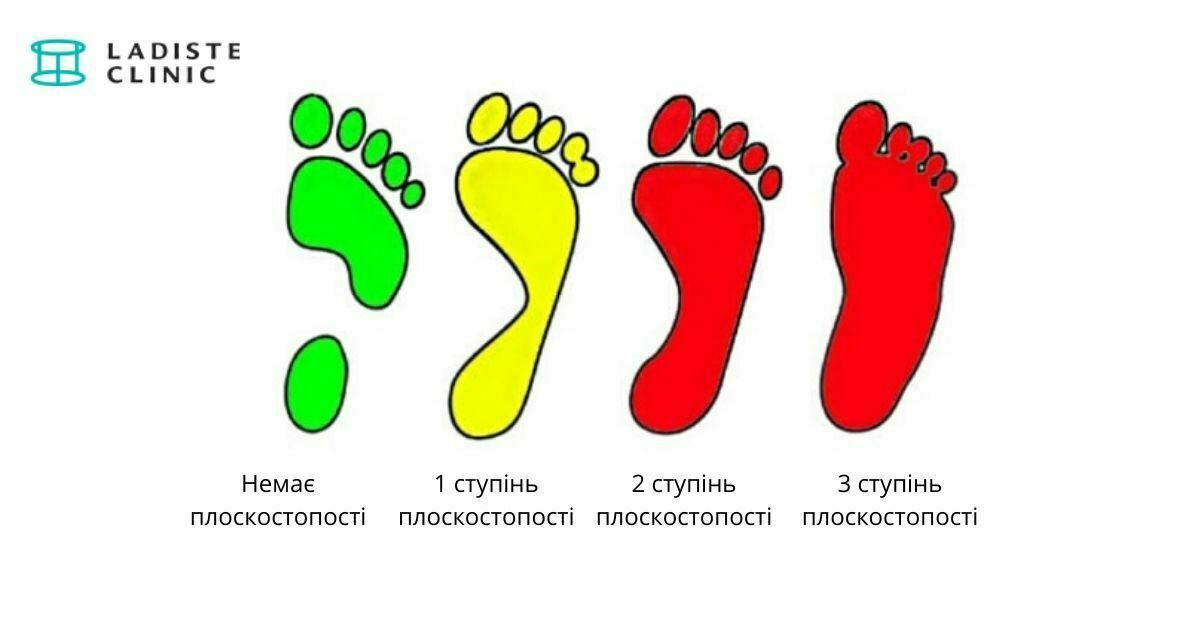 LADISTE
CLINIC
Немає
плоскостопості
1 ступінь
плоскостопості
2 ступінь
плоскостопості
3 ступінь
плоскостопості